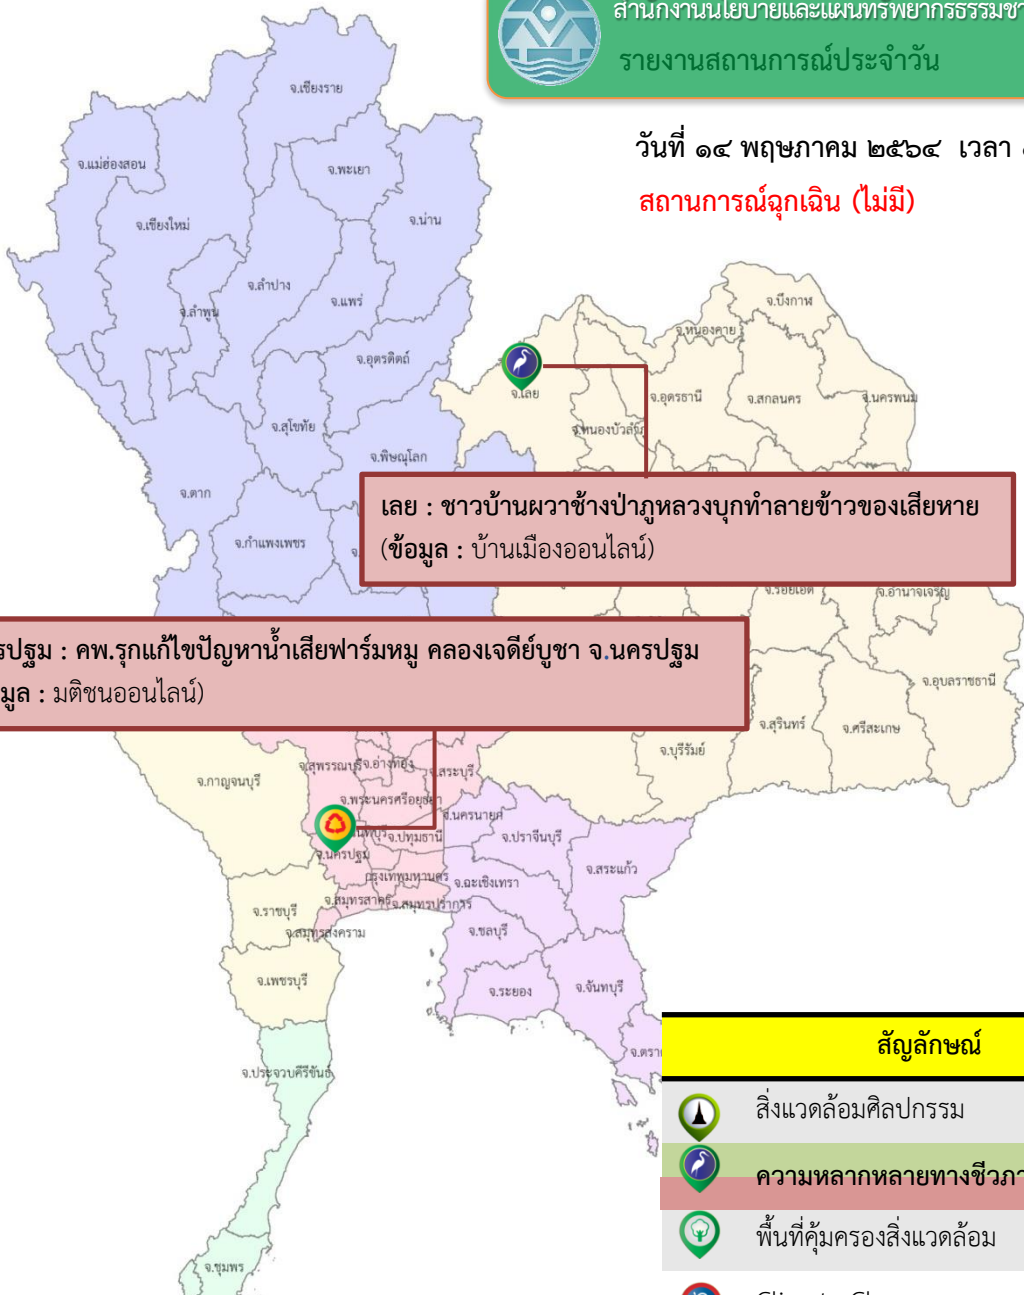 สำนักงานนโยบายและแผนทรัพยากรธรรมชา
รายงานสถานการณ์ประจำวัน
วันที่ ๑๔ พฤษภาคม ๒๕๖๔ เวลา
สถานการณ์ฉุกเฉิน (ไม่มี)
จ.เชียงราย
จ.แม่ฮ่องสอน
จ.พะเยา
จ.เชียงใหม่
จ.น่าน
จ.ลำปาง
จ.แพร่
จ.ลำพูน
จ.บึงกาฬ
จ.หนองคาย
จ.อุตรดิตถ์
จ.เลย
จ.อุดรธานี
จ.สกลนคร
จ.นครพนม
จ.สุโขทัย
จ.หนองบัวลำภู
จ.พิษณุโลก
จ.ตาก
จ.กำแพงเพชร
เลย : ชาวบ้านผวาช้างป่าภูหลวงบุกทำลายข้าวของเสียหาย
(ข้อมูล : บ้านเมืองออนไลน์)
จ.ร้อยเอ็ด
จ.อำนาจเจริญ
รปฐม : คพ.รุกแก้ไขปัญหาน้ำเสียฟาร์มหมู คลองเจดีย์บูชา จ.นครปฐม
มูล : มติชนออนไลน์)
จ.อุบลราชธานี
จ.สุรินทร์
จ.ศรีสะเกษ
จ.บุรีรัมย์
จ.กาญจนบุรี
จ.สุพรรณบุรี
จ.อ่างทอง
จ.สระบุรี
จ.พระนครศรีอยุธยา
จ.นครนายก
นทบุรี
จ.ปทุมธานี
จ.ปราจีนบุรี
จ.นครปฐม
กรุงเทพมหานคร
จ.ฉะเชิงเทรา
จ.สระแก้ว
จ.ราชบุรี
จ.สมุทรสาคร
จ.สมุทรปราการ
จ.สมุทรสงคราม
จ.ชลบุรี
จ.เพชรบุรี
จ.ระยอง
จ.จันทบุรี
จ.ตรา
จ.ประจวบคีรีขันธ์
จ.ชุมพร
สัญลักษณ์
สิ่งแวดล้อมศิลปกรรม
ความหลากหลายทางชีวภา
พื้นที่คุ้มครองสิ่งแวดล้อม